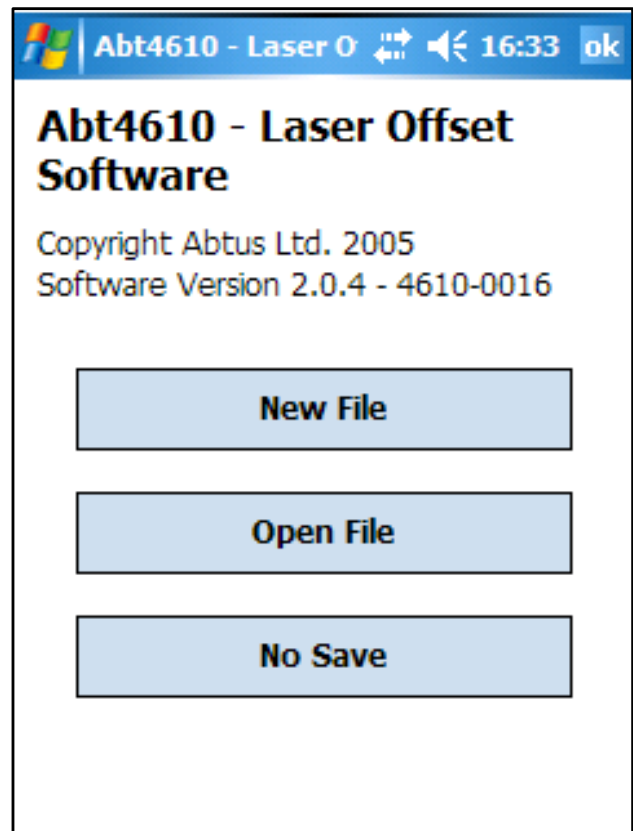 Abt4610 - Laser O 16:33 ok
Abt4610 - Laser Offset
Software
Copyright Abtus Ltd. 2005
Software Version 2.0.4 - 4610-0016
New File
Open File
No Save